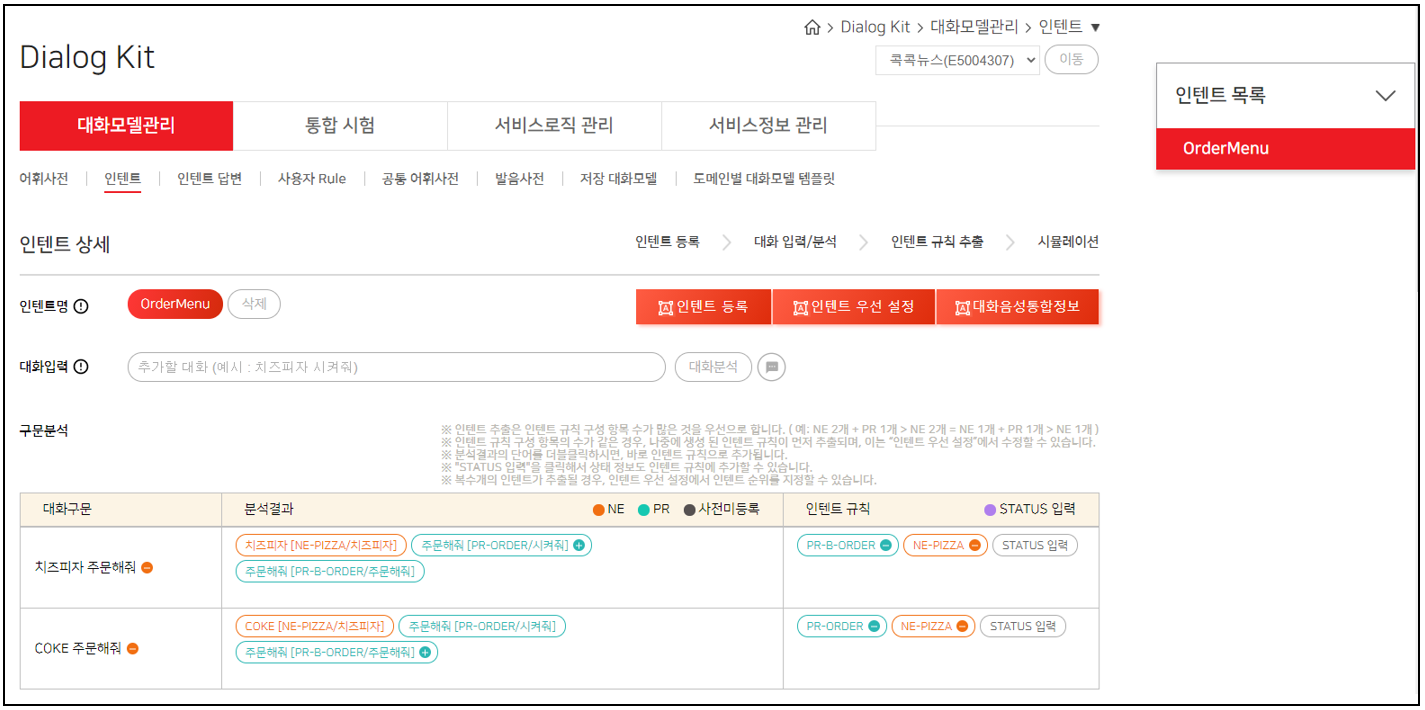 Dialog Kit > 대화모델관리 > 인텐트 ▼
Dialog Kit
콕콕뉴스(E5004307) 이동
인텐트 목록
OrderMenu
대화모델관리 통합 시험 서비스로직 관리 서비스정보 관리
어휘사전 | 인텐트 | 인텐트 답변 | 사용자 Rule | 공통 어휘사전 | 발음사전 | 저장 대화모델 | 도메인별 대화모델 템플릿
인텐트 상세
인텐트 등록 > 대화 입력/분석 > 인텐트 규칙 추출 > 시뮬레이션
인텐트명 OrderMenu 삭제 인텐트 등록 인텐트 우선 설정 대화음성통합정보
대화입력 추가할 대화 (예시 : 치즈피자 시켜줘) 대화분석
구문분석
※ 인텐트 추출은 인텐트 규칙 구성 항목 수가 많은 것을 우선으로 합니다. ( 예: NE 2개 + PR 1개 > NE 2개 = NE 1개 + PR 1개 > NE 1개 )
※ 인텐트 규칙 구성 항목의 수가 같은 경우, 나중에 생성 된 인텐트 규칙이 먼저 추출되며, 이는 "인텐트 우선 설정"에서 수정할 수 있습니다.
※ 분석결과의 단어를 더블클릭하시면, 바로 인텐트 규칙으로 추가됩니다.
※ "STATUS 입력"을 클릭해서 상태 정보도 인텐트 규칙에 추가할 수 있습니다.
※ 복수개의 인텐트가 추출될 경우, 인텐트 우선 설정에서 인텐트 순위를 지정할 수 있습니다.
대화구문 분석결과 NE PR 사전미등록 인텐트 규칙 STATUS 입력
치즈피자 [NE-PIZZA/치즈피자] 주문해줘 [PR-ORDER/시켜줘] PR-B-ORDER NE-PIZZA STATUS 입력
치즈피자 주문해줘
주문해줘 [PR-B-ORDER/주문해줘]
COKE [NE-PIZZA/치즈피자] 주문해줘 [PR-ORDER/시켜줘] PR-ORDER NE-PIZZA STATUS 입력
COKE 주문해줘
주문해줘 [PR-B-ORDER/주문해줘]